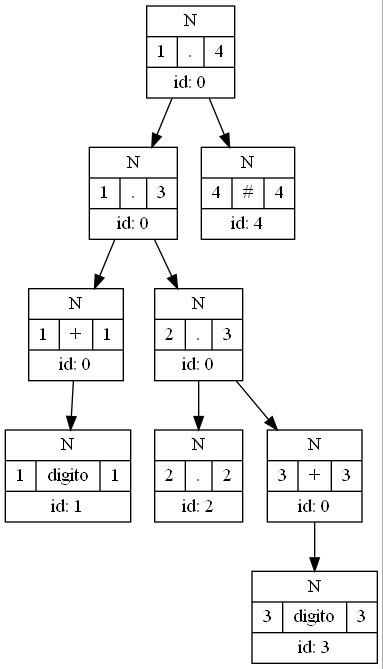 N
1 . 4
id: 0
N
1 . 3
id: 0
N
4 # 4
id: 4
N
1 + 1
id: 0
N
2 . 3
id: 0
N
1 digito 1
id: 1
N
2 . 2
id: 2
N
3 + 3
id: 0
N
3 digito 3
id: 3